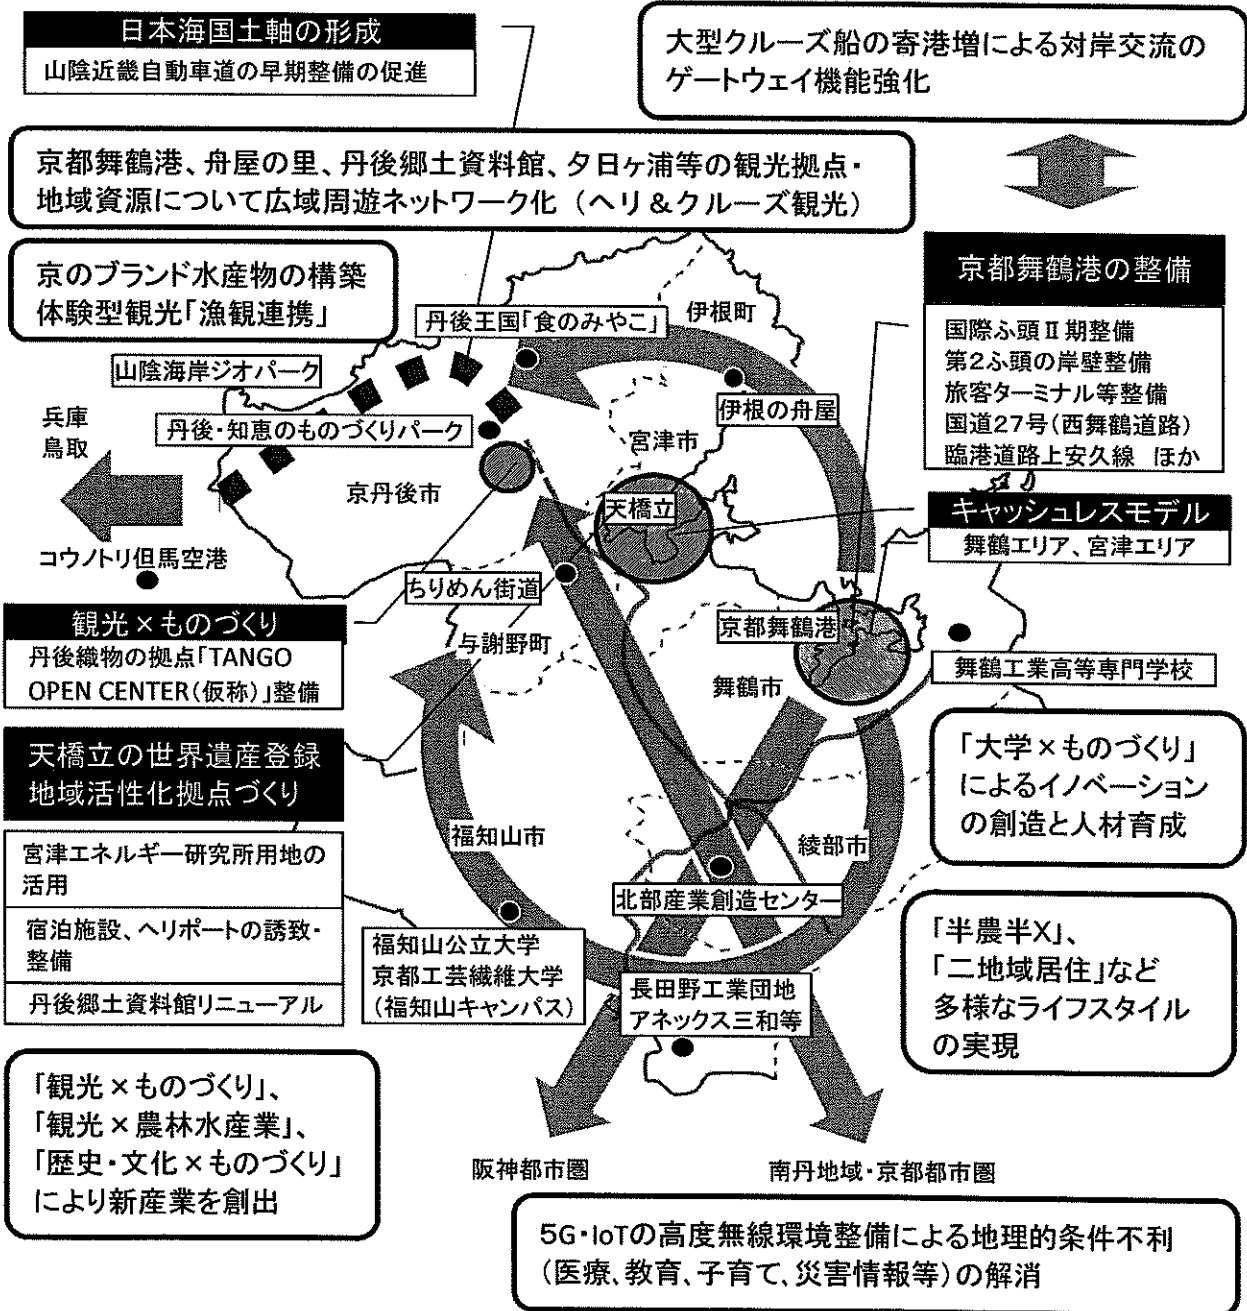 日本海国土軸の形成
山陰近畿自動車道の早期整備の促進
大型クルーズ船の寄港増による対岸交流の
ゲートウェイ機能強化
京都舞鶴港、舟屋の里、丹後郷土資料館、夕日ヶ浦等の観光拠点・
地域資源について広域周遊ネットワーク化（ヘリ＆クルーズ観光）
京のブランド水産物の構築
体験型観光「漁観連携」
京都舞鶴港の整備
国際ふ頭Ⅱ期整備
第2ふ頭の岸壁整備
旅客ターミナル等整備
国道27号(西舞鶴道路)
臨港道路上安久線 ほか
丹後王国「食のみやこ」
伊根町
山陰海岸ジオパーク
伊根の舟屋
兵庫
鳥取
丹後・知恵のものづくりパーク
宮津市
京丹後市
天橋立
キャッシュレスモデル
舞鶴エリア、宮津エリア
コウノトリ但馬空港
ちりめん街道
観光×ものづくり
丹後織物の拠点「TANGO
OPEN CENTER(仮称)」整備
与謝野町
京都舞鶴港
舞鶴市
舞鶴工業高等専門学校
天橋立の世界遺産登録
地域活性化拠点づくり
宮津エネルギー研究所用地の
活用
宿泊施設、ヘリポートの誘致・
整備
丹後郷土資料館リニューアル
「大学×ものづくり」
によるイノベーション
の創造と人材育成
福知山市
綾部市
北部産業創造センター
福知山公立大学
京都工芸繊維大学
(福知山キャンパス)
長田野工業団地
アネックス三和等
「半農半X」、
「二地域居住」など
多様なライフスタイル
の実現
「観光×ものづくり」、
「観光×農林水産業」、
「歴史・文化×ものづくり」
により新産業を創出
阪神都市圏
南丹地域・京都都市圏
5G・IoTの高度無線環境整備による地理的条件不利
（医療、教育、子育て、災害情報等）の解消